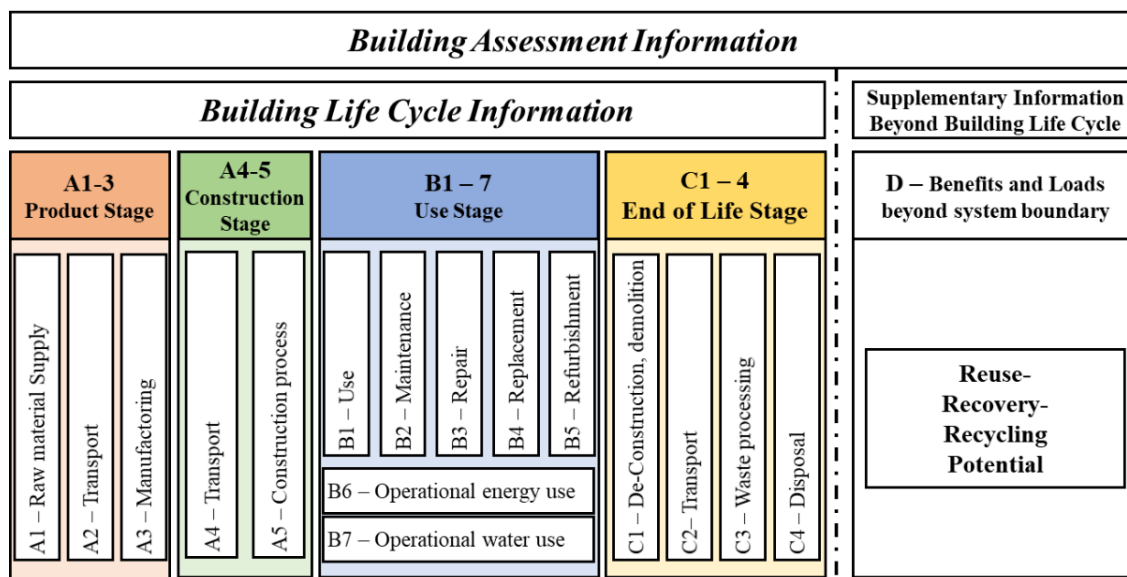 Building Assessment Information
Building Life Cycle Information
Supplementary Information
Beyond Building Life Cycle
A1-3
Product Stage
A4-5
Construction
Stage
B1 – 7
Use Stage
C1 – 4
End of Life Stage
D – Benefits and Loads
beyond system boundary
A1 – Raw material Supply
A2 – Transport
A3 – Manufactoring
A4 – Transport
A5 – Construction process
B1 – Use
B2 – Maintenance
B3 – Repair
B4 – Replacement
B5 – Refurbishment
B6 – Operational energy use
B7 – Operational water use
C1 – De-Construction, demolition
C2– Transport
C3 – Waste processing
C4 – Disposal
Reuse-
Recovery-
Recycling
Potential